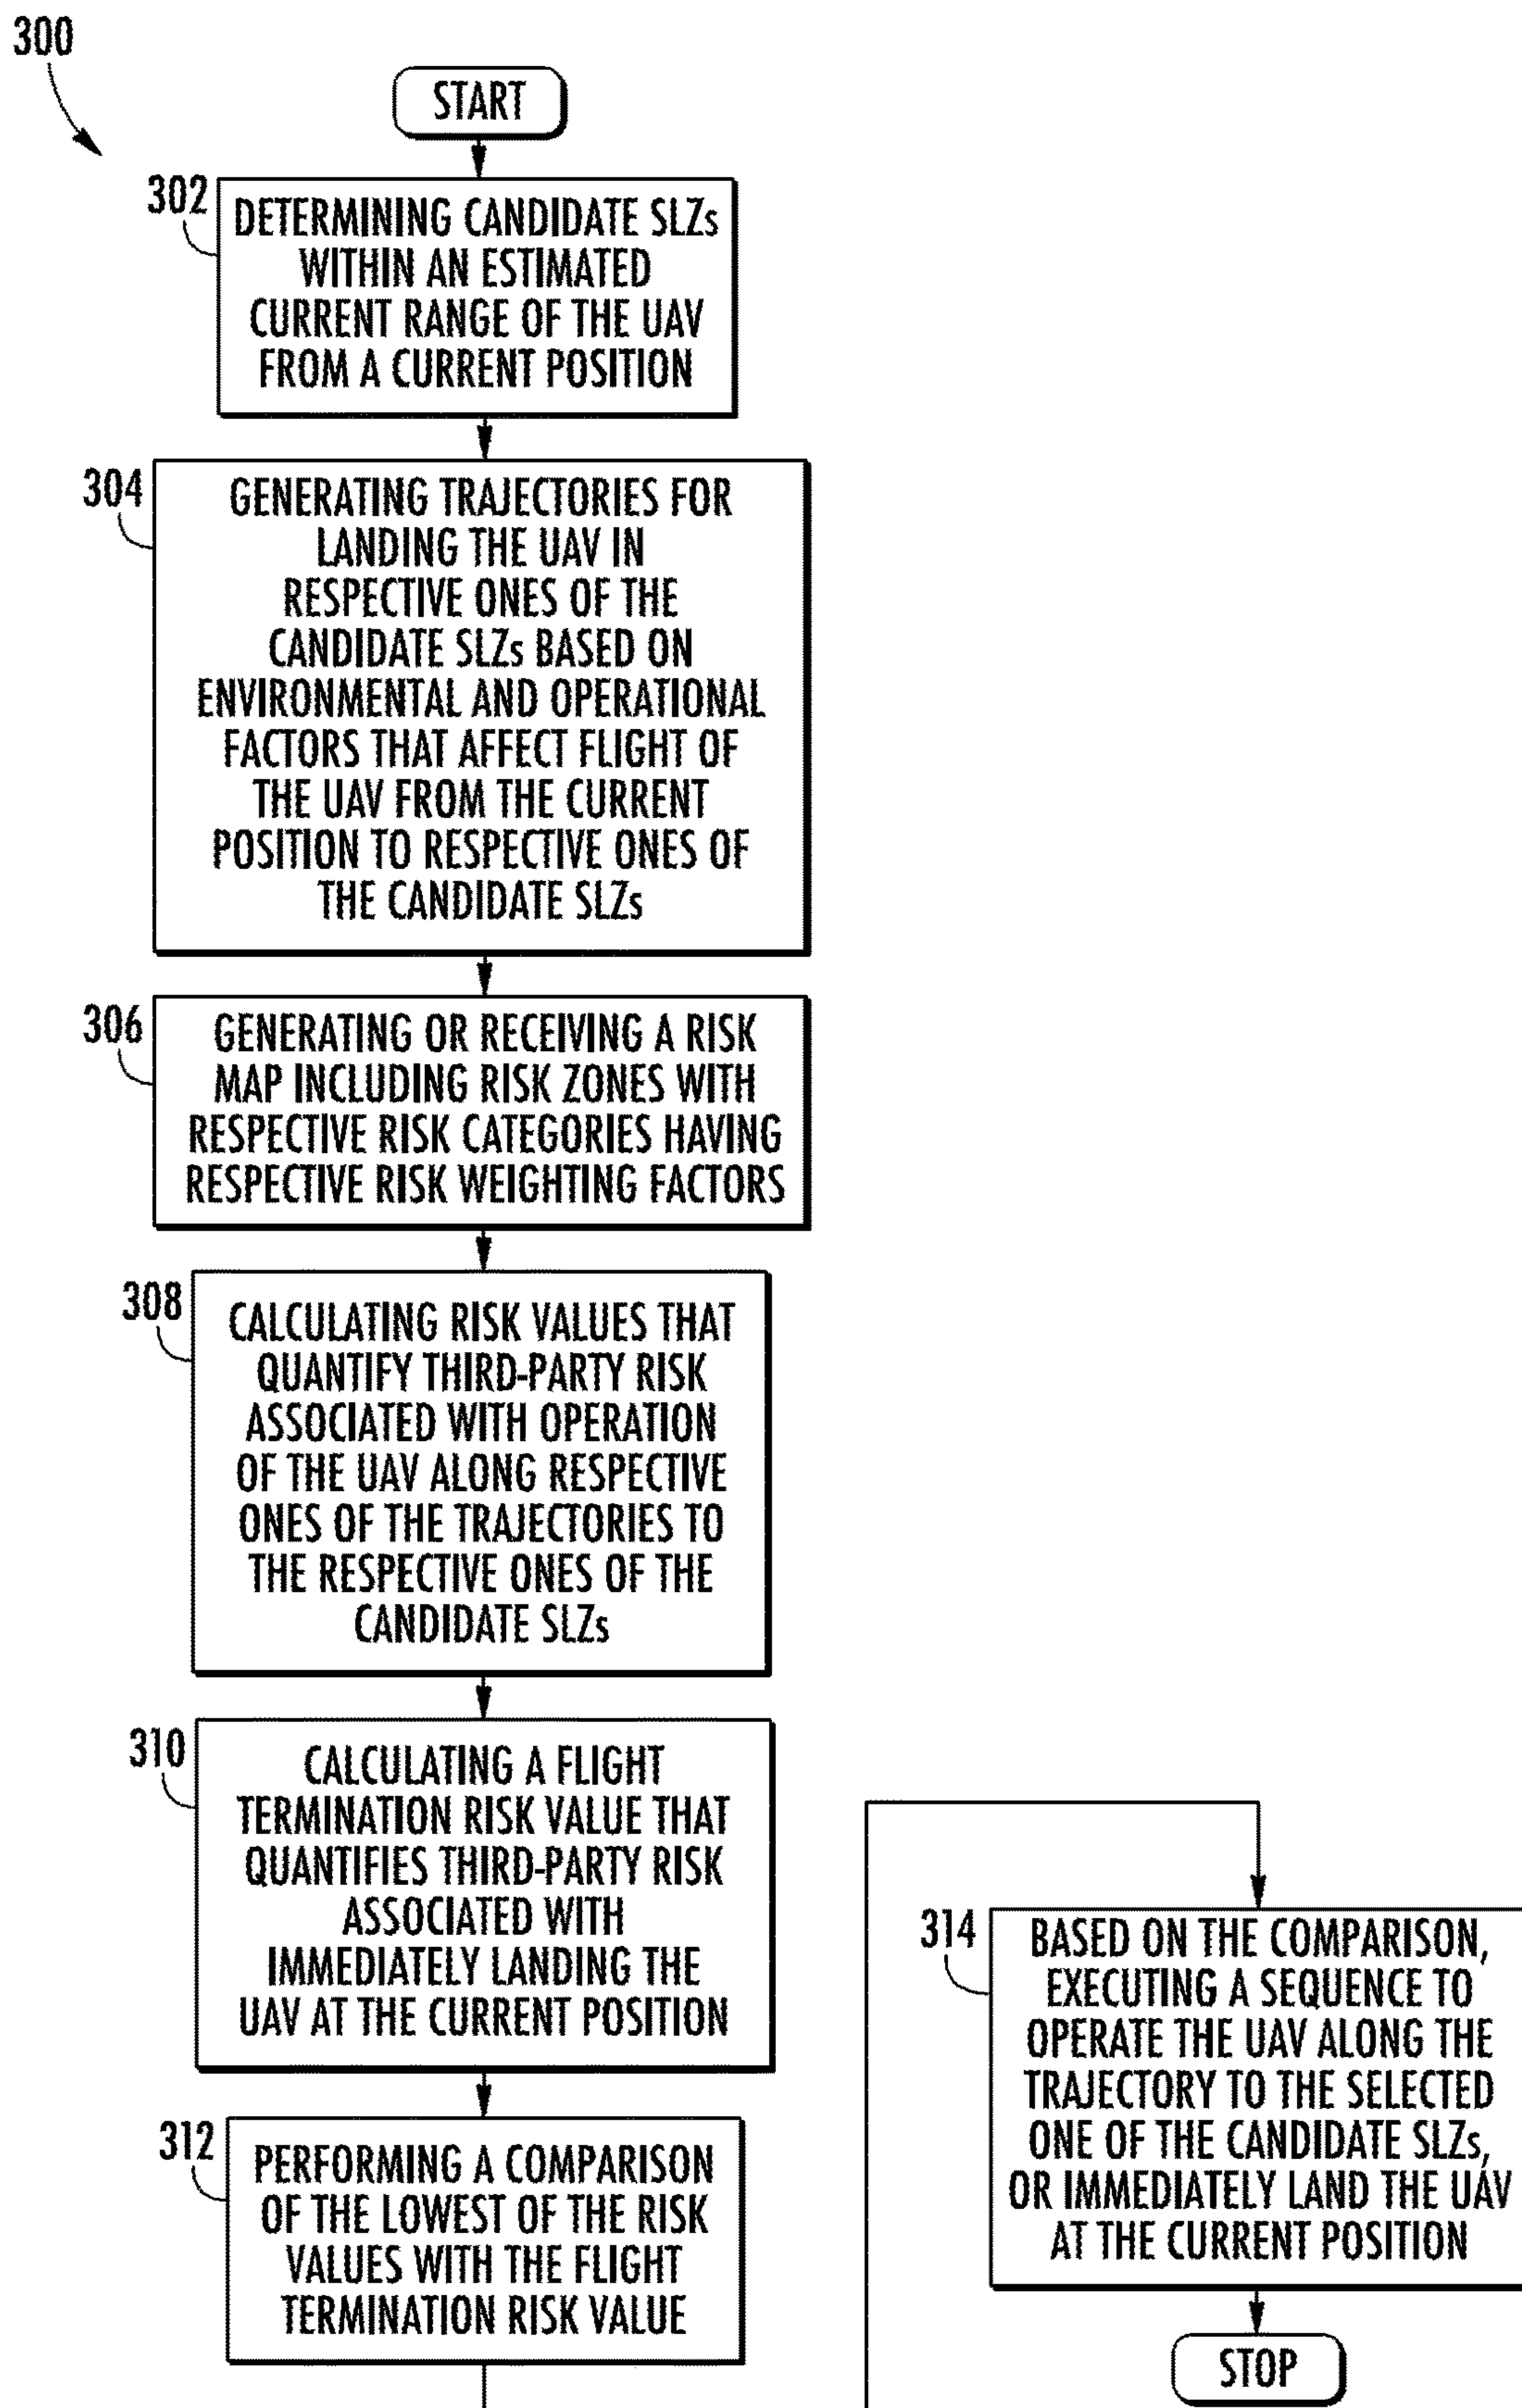 300
START
302
DETERMINING CANDIDATE SLZs
WITHIN AN ESTIMATED
CURRENT RANGE OF THE UAV
FROM A CURRENT POSITION
304
GENERATING TRAJECTORIES FOR
LANDING THE UAV IN
RESPECTIVE ONES OF THE
CANDIDATE SLZs BASED ON
ENVIRONMENTAL AND OPERATIONAL
FACTORS THAT AFFECT FLIGHT OF
THE UAV FROM THE CURRENT
POSITION TO RESPECTIVE ONES OF
THE CANDIDATE SLZs
306
GENERATING OR RECEIVING A RISK
MAP INCLUDING RISK ZONES WITH
RESPECTIVE RISK CATEGORIES HAVING
RESPECTIVE RISK WEIGHTING FACTORS
308
CALCULATING RISK VALUES THAT
QUANTIFY THIRD-PARTY RISK
ASSOCIATED WITH OPERATION
OF THE UAV ALONG RESPECTIVE
ONES OF THE TRAJECTORIES TO
THE RESPECTIVE ONES OF THE
CANDIDATE SLZs
310
CALCULATING A FLIGHT
TERMINATION RISK VALUE THAT
QUANTIFIES THIRD-PARTY RISK
ASSOCIATED WITH
IMMEDIATELY LANDING THE
UAV AT THE CURRENT POSITION
312
PERFORMING A COMPARISON
OF THE LOWEST OF THE RISK
VALUES WITH THE FLIGHT
TERMINATION RISK VALUE
314
BASED ON THE COMPARISON,
EXECUTING A SEQUENCE TO
OPERATE THE UAV ALONG THE
TRAJECTORY TO THE SELECTED
ONE OF THE CANDIDATE SLZs,
OR IMMEDIATELY LAND THE UAV
AT THE CURRENT POSITION
STOP